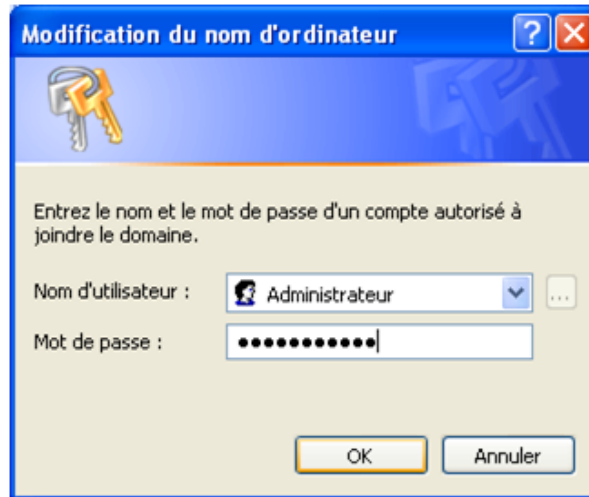 Modification du nom d'ordinateur
Entrez le nom et le mot de passe d'un compte autorisé à
joindre le domaine.
Nom d'utilisateur : Administrateur ...
Mot de passe : •••••••••••
OK Annuler